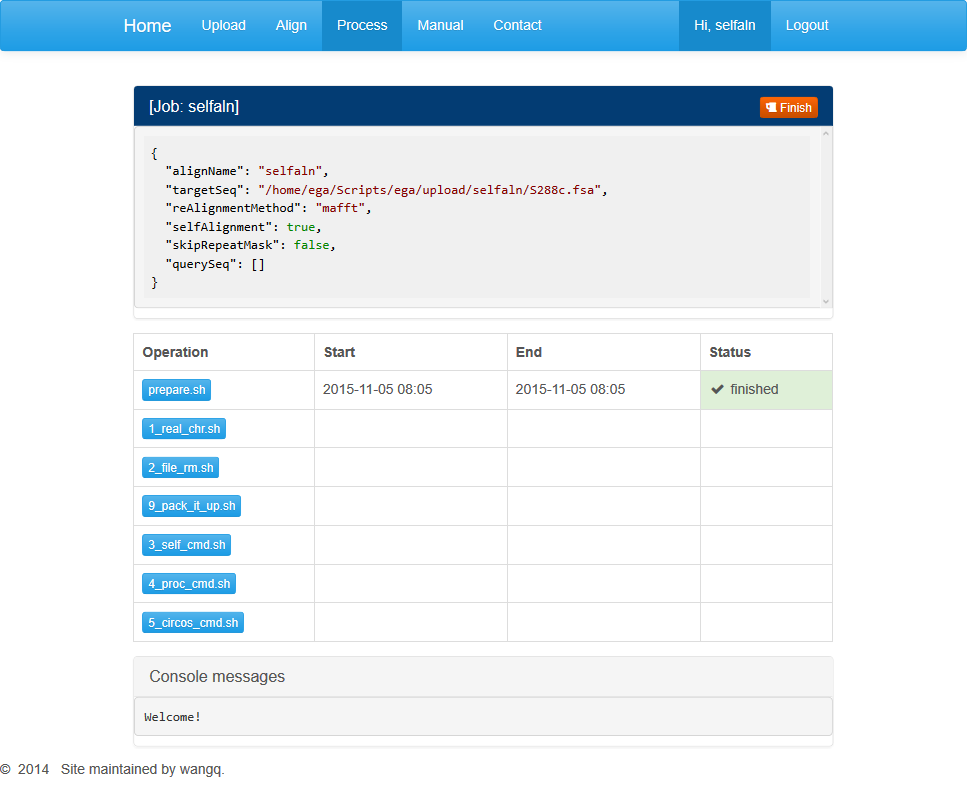 Home Upload Align Process Manual Contact Hi, selfaln Logout
[Job: selfaln] Finish
{
"alignName": "selfaln",
"targetSeq": "/home/ega/Scripts/ega/upload/selfaln/S288c.fsa",
"reAlignmentMethod": "mafft",
"selfAlignment": true,
"skipRepeatMask": false,
"querySeq": []
}
Operation Start End Status
prepare.sh 2015-11-05 08:05 2015-11-05 08:05 finished
1_real_chr.sh
2_file_rm.sh
9_pack_it_up.sh
3_self_cmd.sh
4_proc_cmd.sh
5_circos_cmd.sh
Console messages
Welcome!
© 2014 Site maintained by wangq.